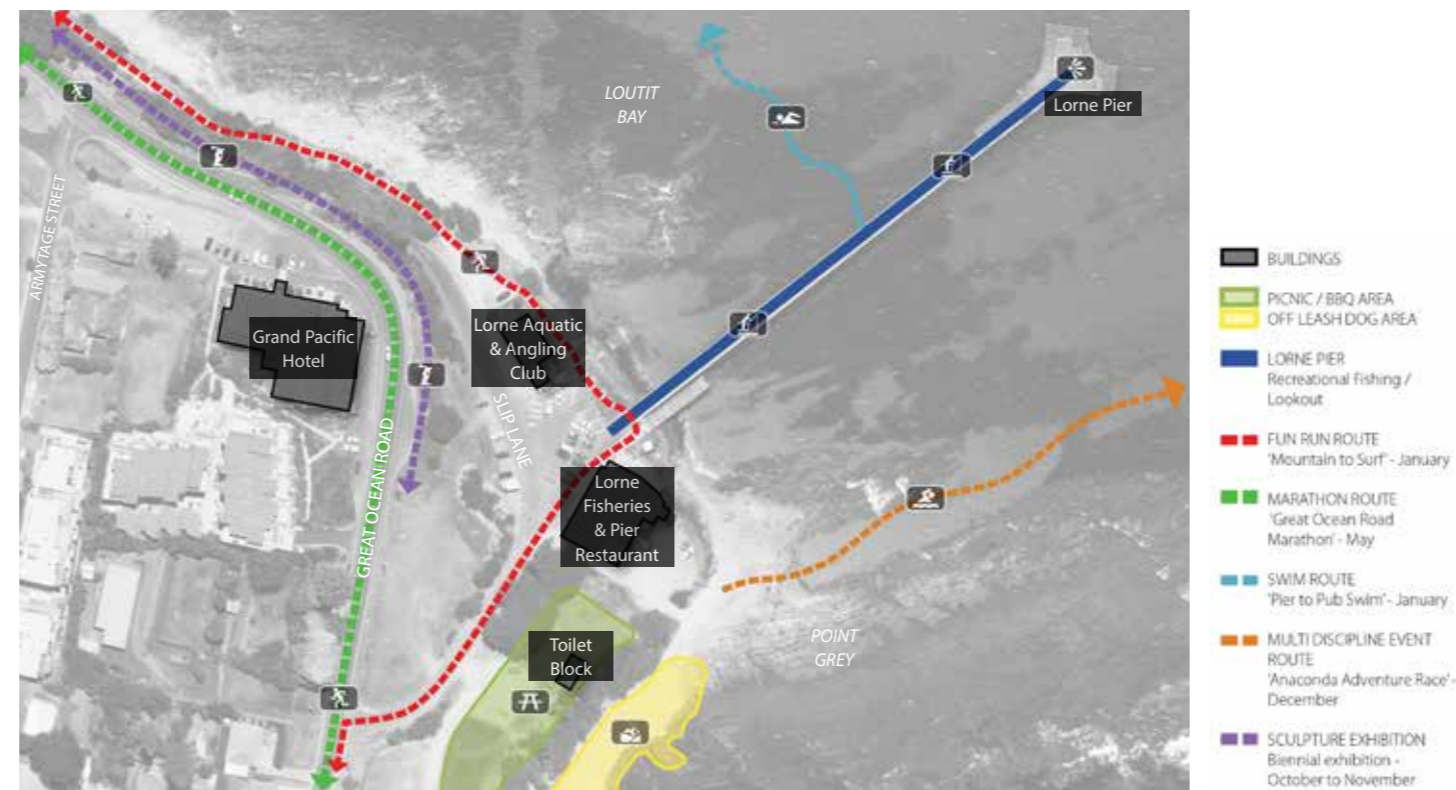 LOUTIT
BAY
Lorne Pier
ARMYTAGE STREET
Grand Pacific
Hotel
Lorne Aquatic
& Angling
Club
SLIP LANE
GREAT OCEAN ROAD
Lorne
Fisheries
& Pier
Restaurant
Toilet
Block
POINT
GREY
BUILDINGS
PICNIC / BBQ AREA
OFF LEASH DOG AREA
LORNE PIER
Recreational Fishing /
Lookout
FUN RUN ROUTE
'Mountain to Surf' - January
MARATHON ROUTE
'Great Ocean Road
Marathon' - May
SWIM ROUTE
'Pier to Pub Swim' - January
MULTI DISCIPLINE EVENT
ROUTE
'Anaconda Adventure Race' -
December
SCULPTURE EXHIBITION
Biennial exhibition -
October to November